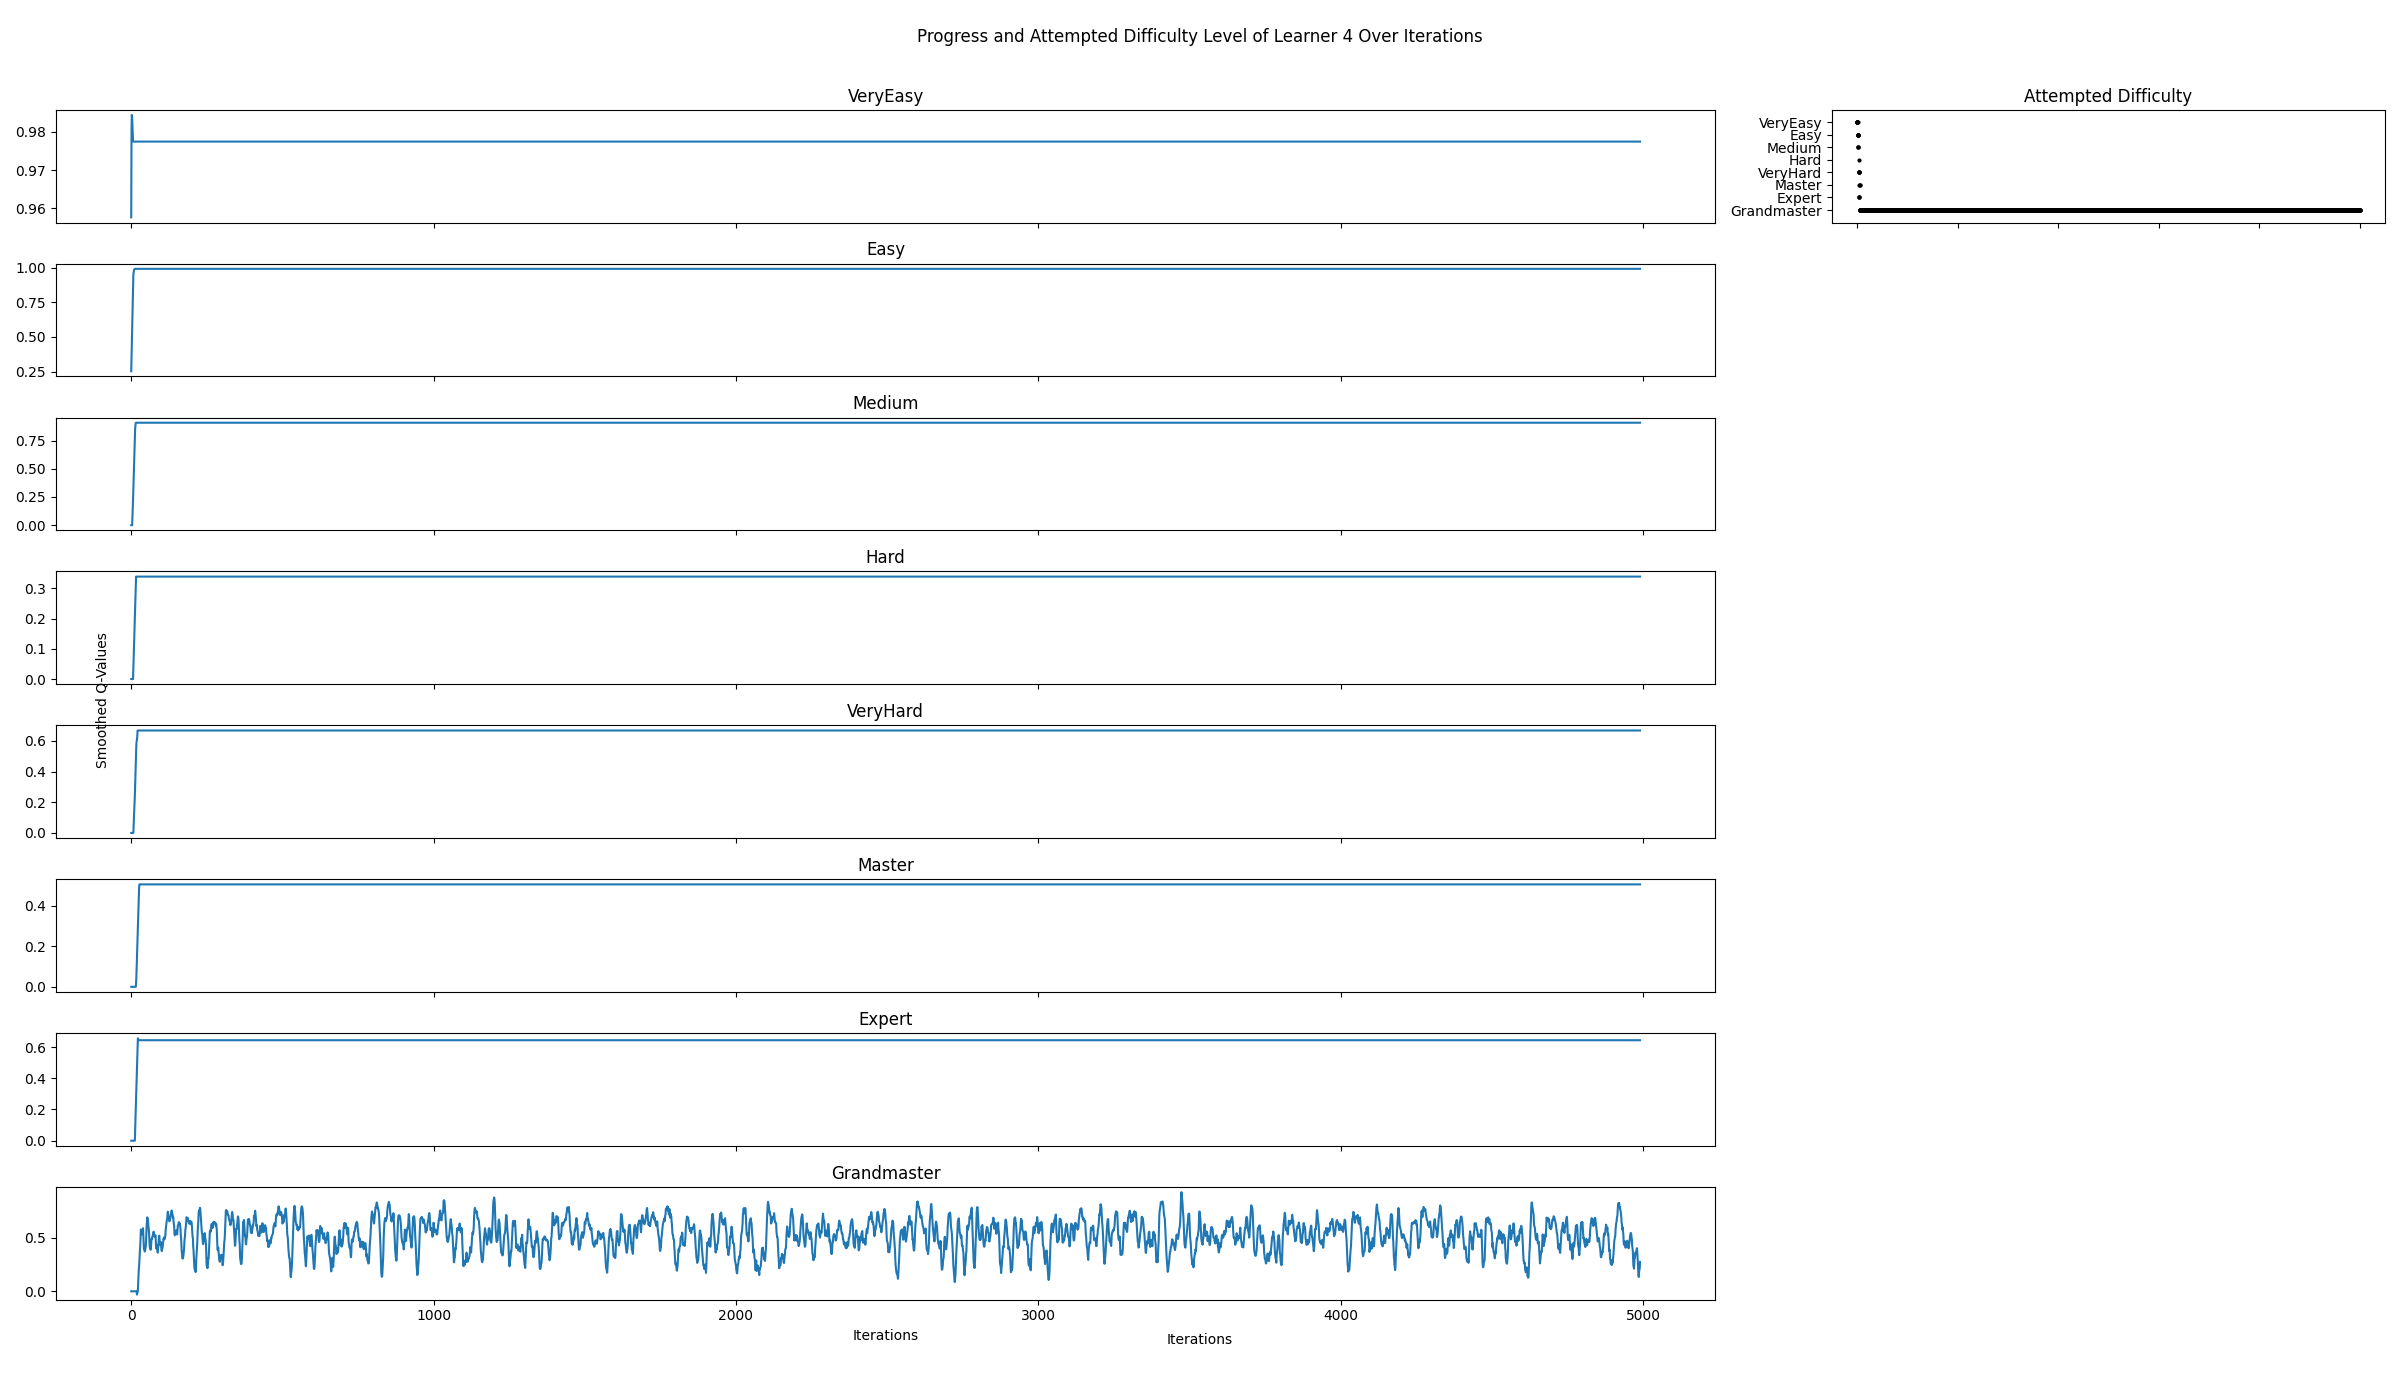 Progress and Attempted Difficulty Level of Learner 4 Over Iterations
VeryEasy
0.98
0.97
0.96
Attempted Difficulty
VeryEasy
Easy
Medium
Hard
VeryHard
Master
Expert
Grandmaster
Easy
1.00
0.75
0.50
0.25
Medium
0.75
0.50
0.25
0.00
Hard
0.3
0.2
0.1
0.0
Smoothed Q-Values
VeryHard
0.6
0.4
0.2
0.0
Master
0.4
0.2
0.0
Expert
0.6
0.4
0.2
0.0
Grandmaster
0.5
0.0
0 1000 2000 3000 4000 5000
Iterations
Iterations